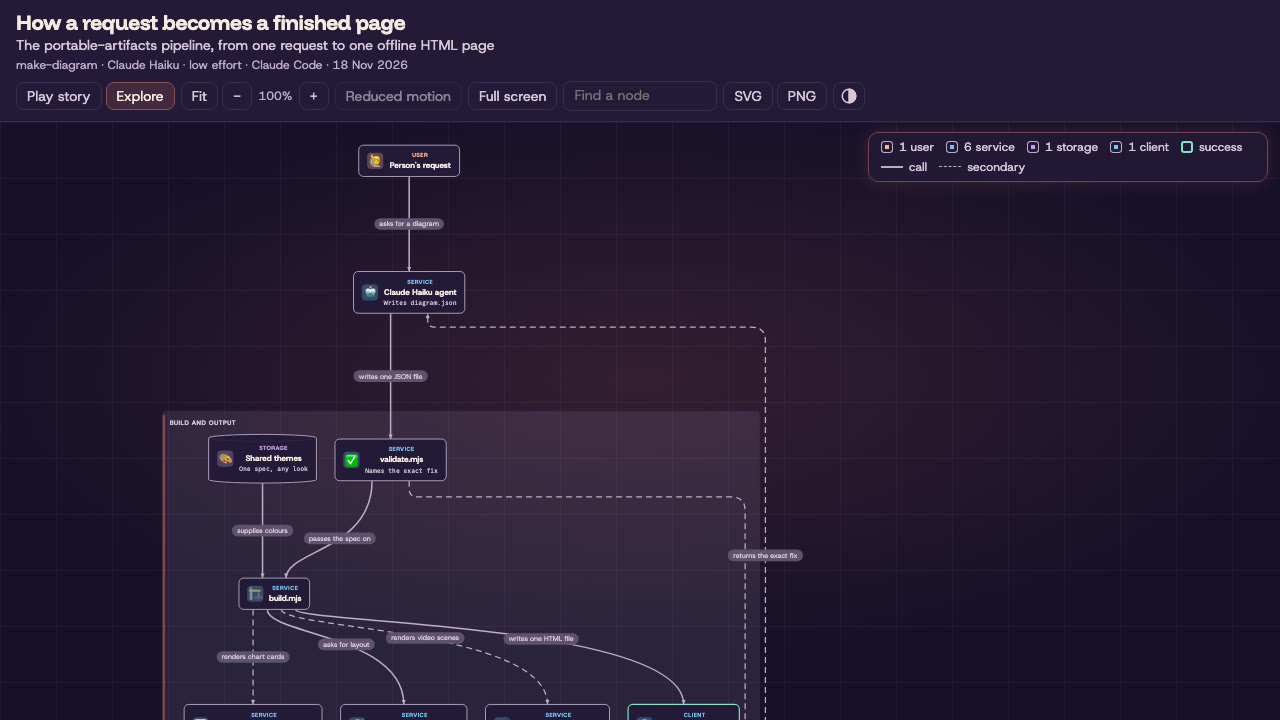 How a request becomes a finished page
The portable-artifacts pipeline, from one request to one offline HTML page
make-diagram · Claude Haiku · low effort · Claude Code · 18 Nov 2026
Play story
Explore
Fit
−
100%
+
Reduced motion
Full screen
Find a node
SVG
PNG
1 user
6 service
1 storage
1 client
success
call
secondary
USER
Person's request
asks for a diagram
SERVICE
Claude Haiku agent
Writes diagram.json
writes one JSON file
BUILD AND OUTPUT
STORAGE
Shared themes
One spec, any look
SERVICE
validate.mjs
Names the exact fix
supplies colours
passes the spec on
returns the exact fix
SERVICE
build.mjs
renders chart cards
asks for layout
renders video scenes
writes one HTML file
SERVICE
SERVICE
SERVICE
CLIENT